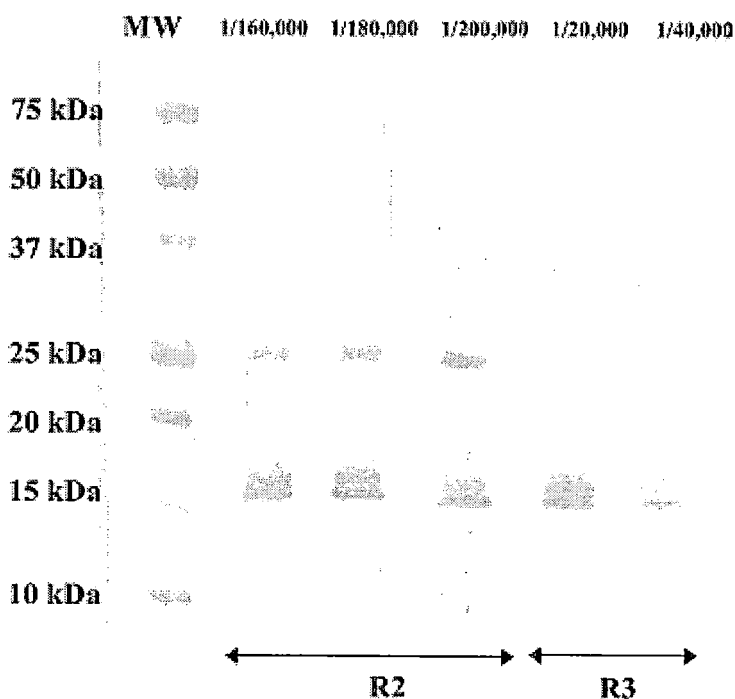 MW 1/160,000 1/180,000 1/200,000 1/20,000 1/40,000
75 kDa
50 kDa
37 kDa
25 kDa
20 kDa
15 kDa
10 kDa
R2 R3